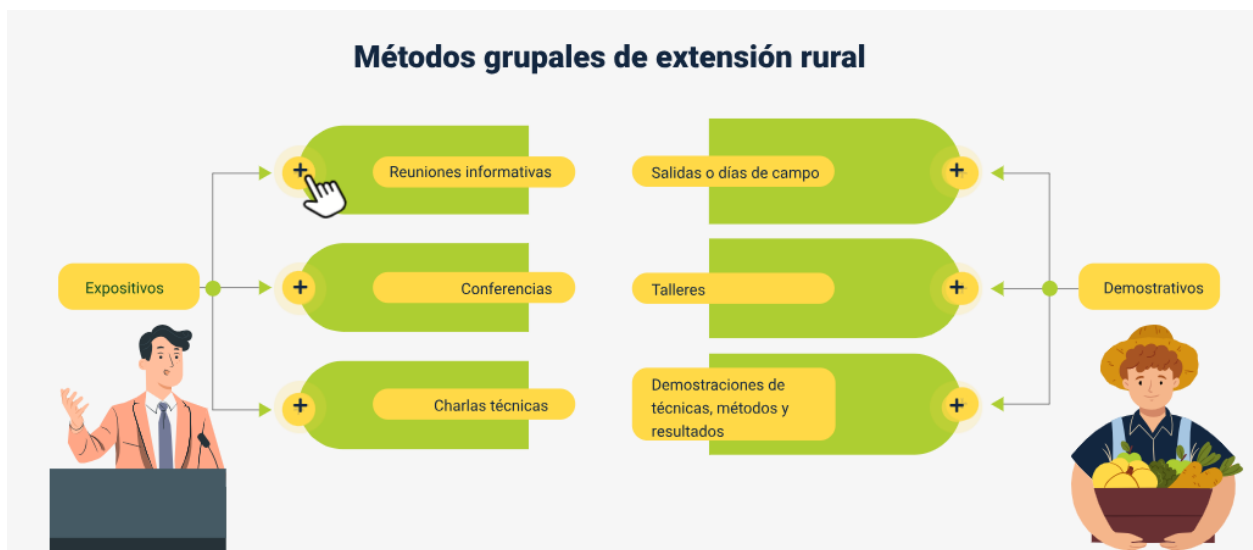 Métodos grupales de extensión rural
Reuniones informativas
Salidas o días de campo
Expositivos
Conferencias
Talleres
Demostrativos
Charlas técnicas
Demostraciones de
técnicas, métodos y
resultados